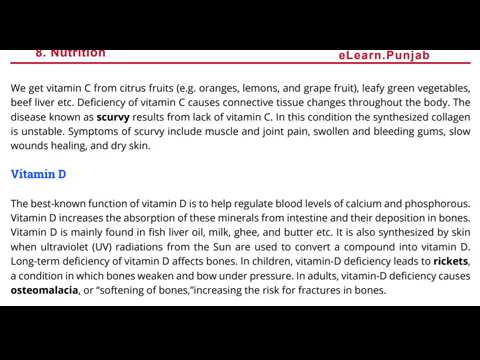 8. Nutrition
eLearn.Punjab
We get vitamin C from citrus fruits (e.g. oranges, lemons, and grape fruit), leafy green vegetables,
beef liver etc. Deficiency of vitamin C causes connective tissue changes throughout the body. The
disease known as scurvy results from lack of vitamin C. In this condition the synthesized collagen
is unstable. Symptoms of scurvy include muscle and joint pain, swollen and bleeding gums, slow
wounds healing, and dry skin.
Vitamin D
The best-known function of vitamin D is to help regulate blood levels of calcium and phosphorous.
Vitamin D increases the absorption of these minerals from intestine and their deposition in bones.
Vitamin D is mainly found in fish liver oil, milk, ghee, and butter etc. It is also synthesized by skin
when ultraviolet (UV) radiations from the Sun are used to convert a compound into vitamin D.
Long-term deficiency of vitamin D affects bones. In children, vitamin-D deficiency leads to rickets,
a condition in which bones weaken and bow under pressure. In adults, vitamin-D deficiency causes
osteomalacia, or “softening of bones,”increasing the risk for fractures in bones.